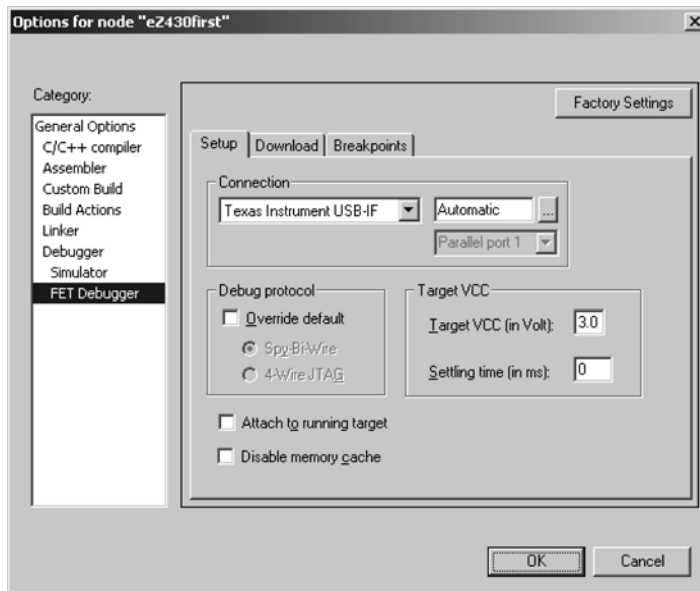 Options for node "eZ430first"
Category:
Factory Settings
General Options
C/C++ compiler
Assembler
Custom Build
Build Actions
Linker
Debugger
Simulator
FET Debugger
Setup
Download
Breakpoints
Connection
Texas Instrument USB-IF
Automatic
...
Parallel port 1
Debug protocol
Override default
Spy-Bi-Wire
4-Wire JTAG
Target VCC
Target VCC (in Volt):
3.0
Settling time (in ms):
0
Attach to running target
Disable memory cache
OK
Cancel